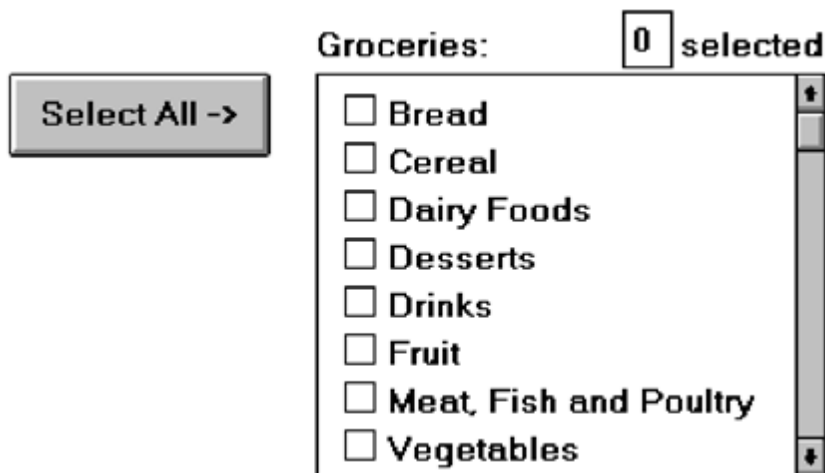 Groceries: 0 selected
Select All ->
Bread
Cereal
Dairy Foods
Desserts
Drinks
Fruit
Meat, Fish and Poultry
Vegetables